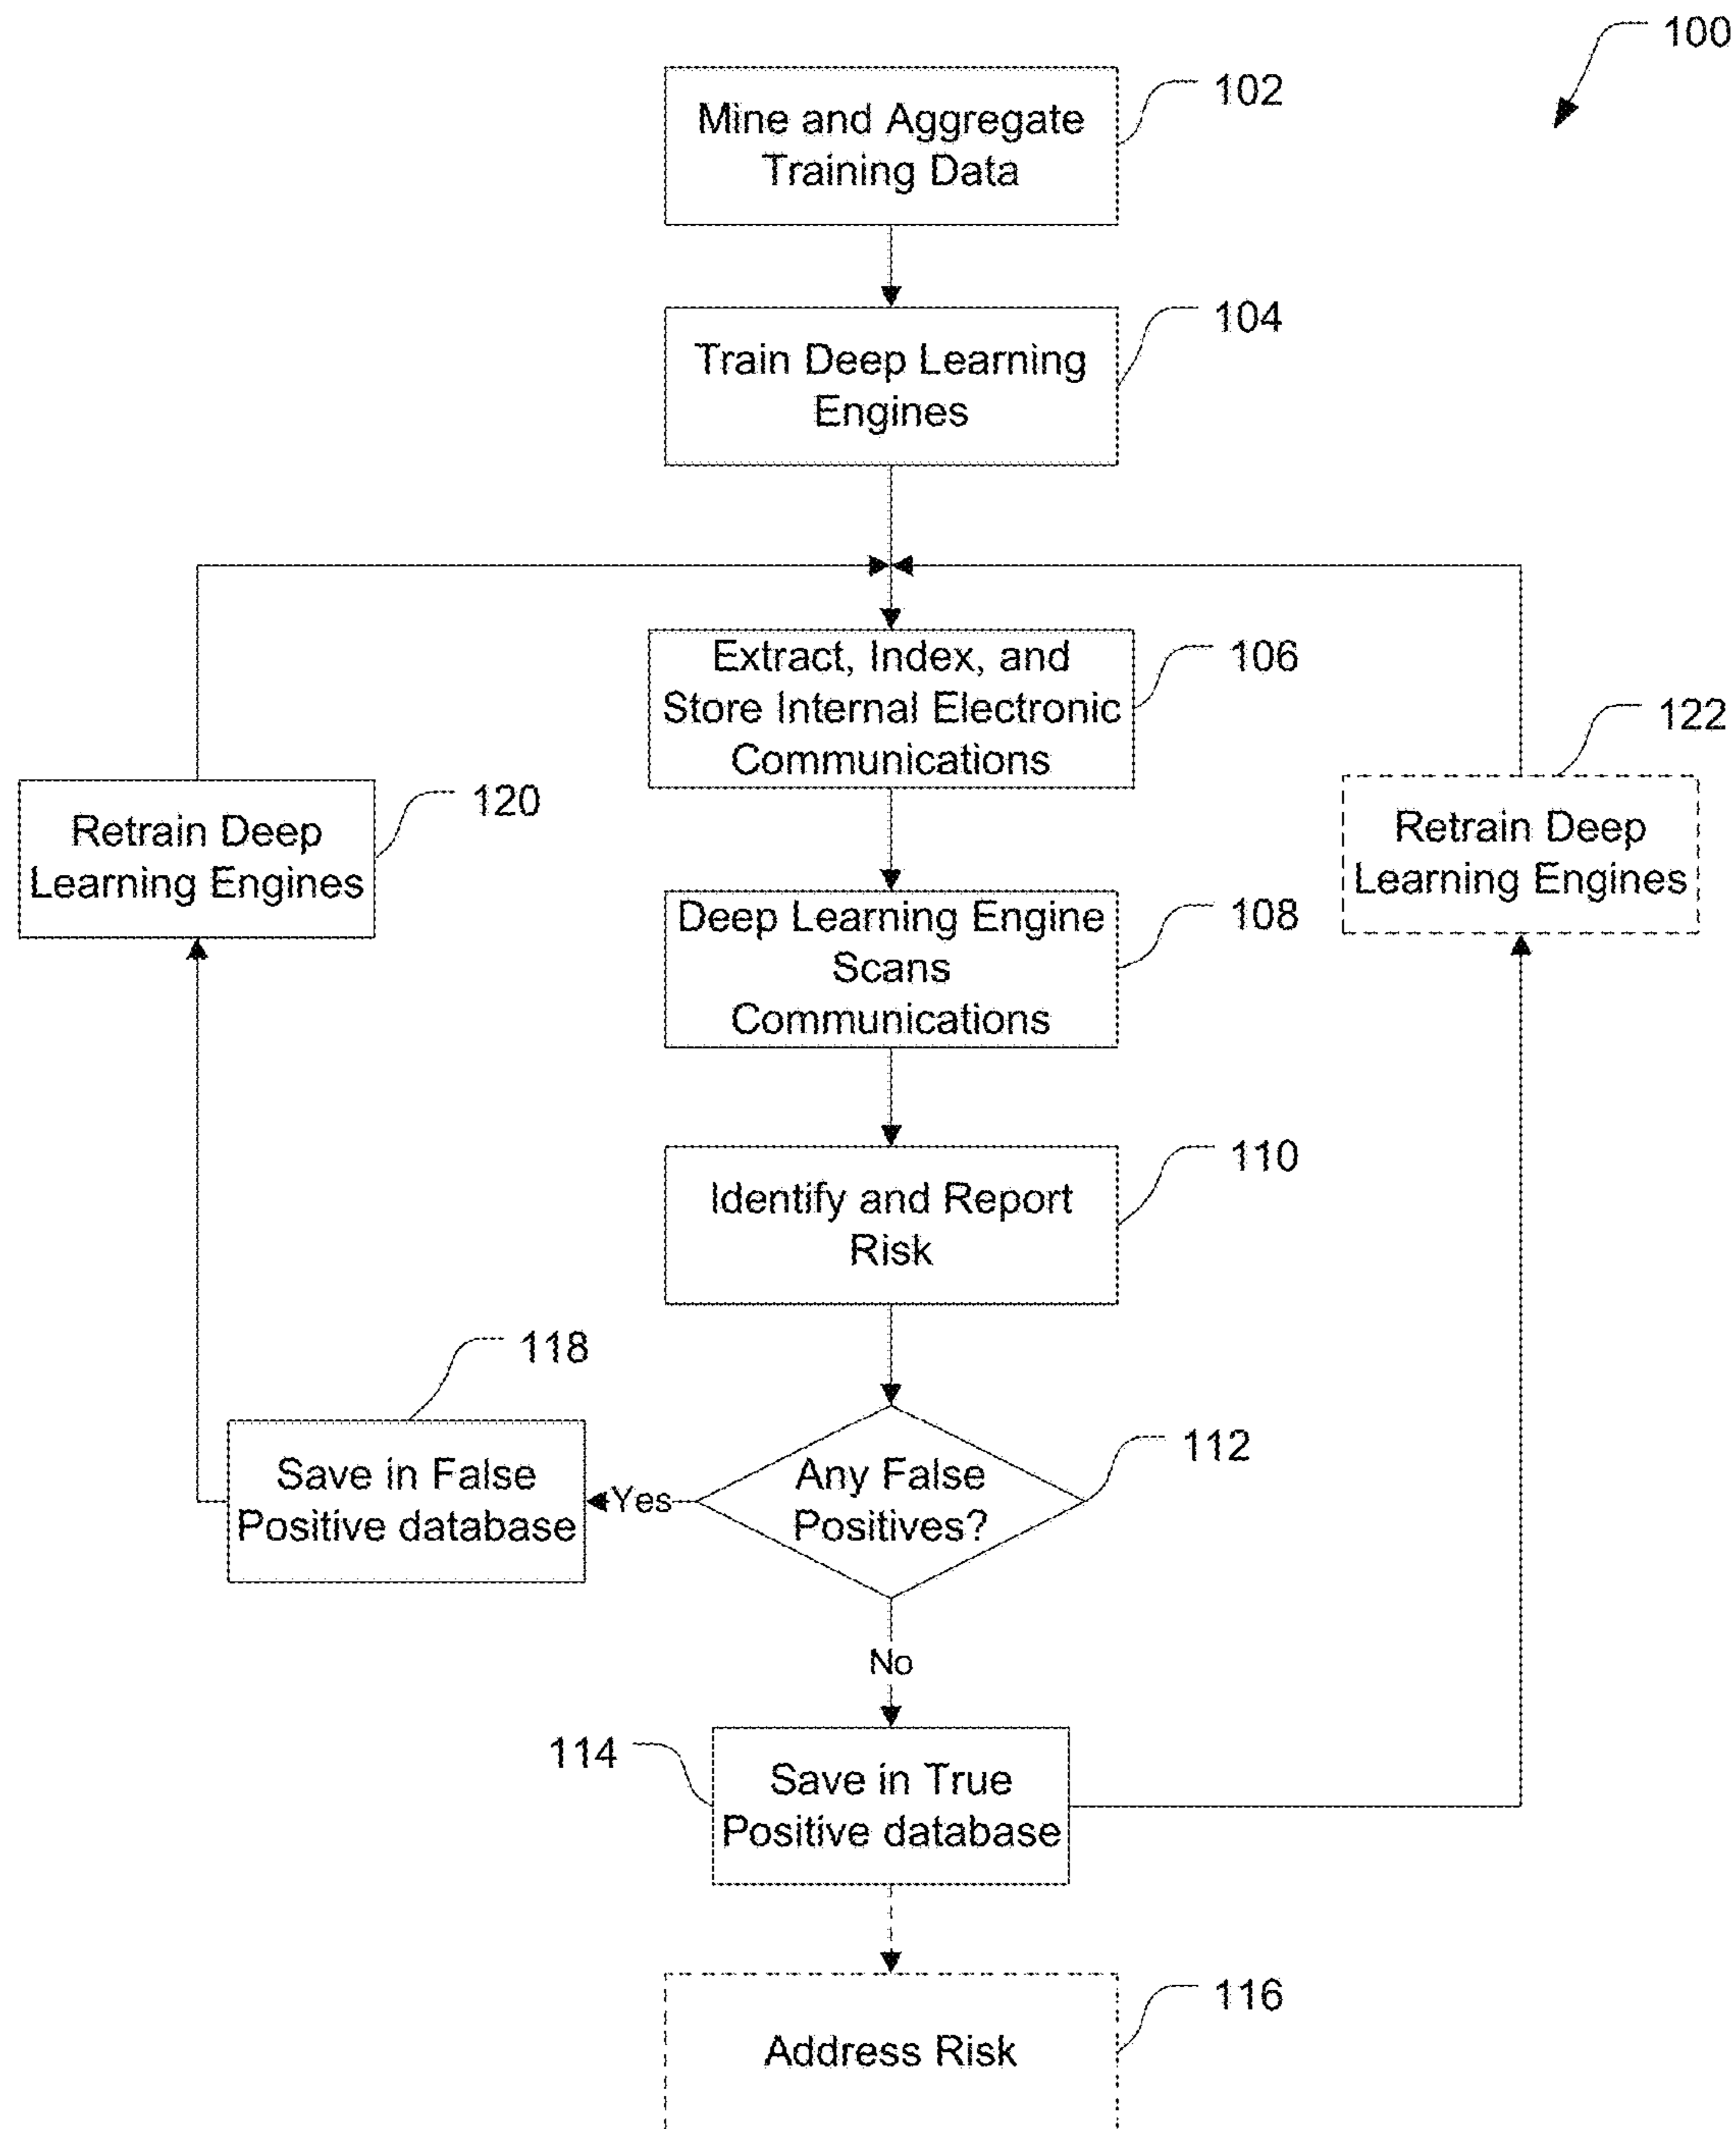 100
102
Mine and Aggregate
Training Data
104
Train Deep Learning
Engines
106
Extract, Index, and
Store Internal Electronic
Communications
122
Retrain Deep
Learning Engines
120
Retrain Deep
Learning Engines
108
Deep Learning Engine
Scans
Communications
110
Identify and Report
Risk
118
Save in False
Positive database
112
Any False
Positives?
Yes
No
114
Save in True
Positive database
116
Address Risk